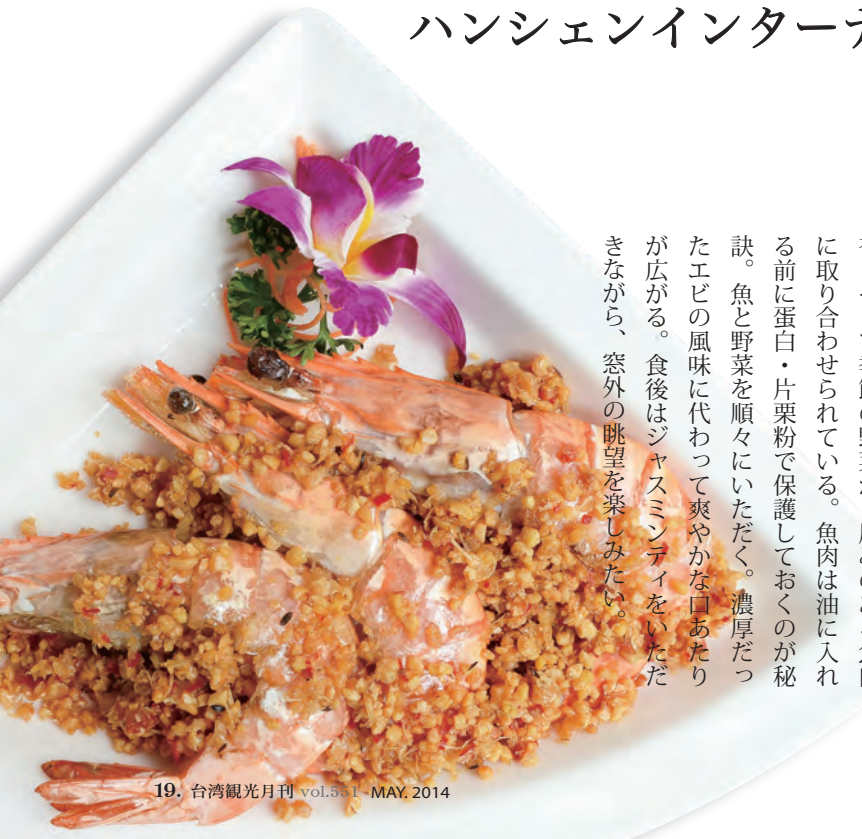 ハンシェンインターナ
に取り合わせられている。魚肉は油に入れ
る前に蛋白・片栗粉で保護しておくのが秘
訣。魚と野菜を順々にいただく。濃厚だっ
たエビの風味に代わって爽やかな口あたり
が広がる。食後はジャスミンティをいただ
きながら、窓外の眺望を楽しみたい。
19. 台湾観光月刊 vol.551 MAY. 2014